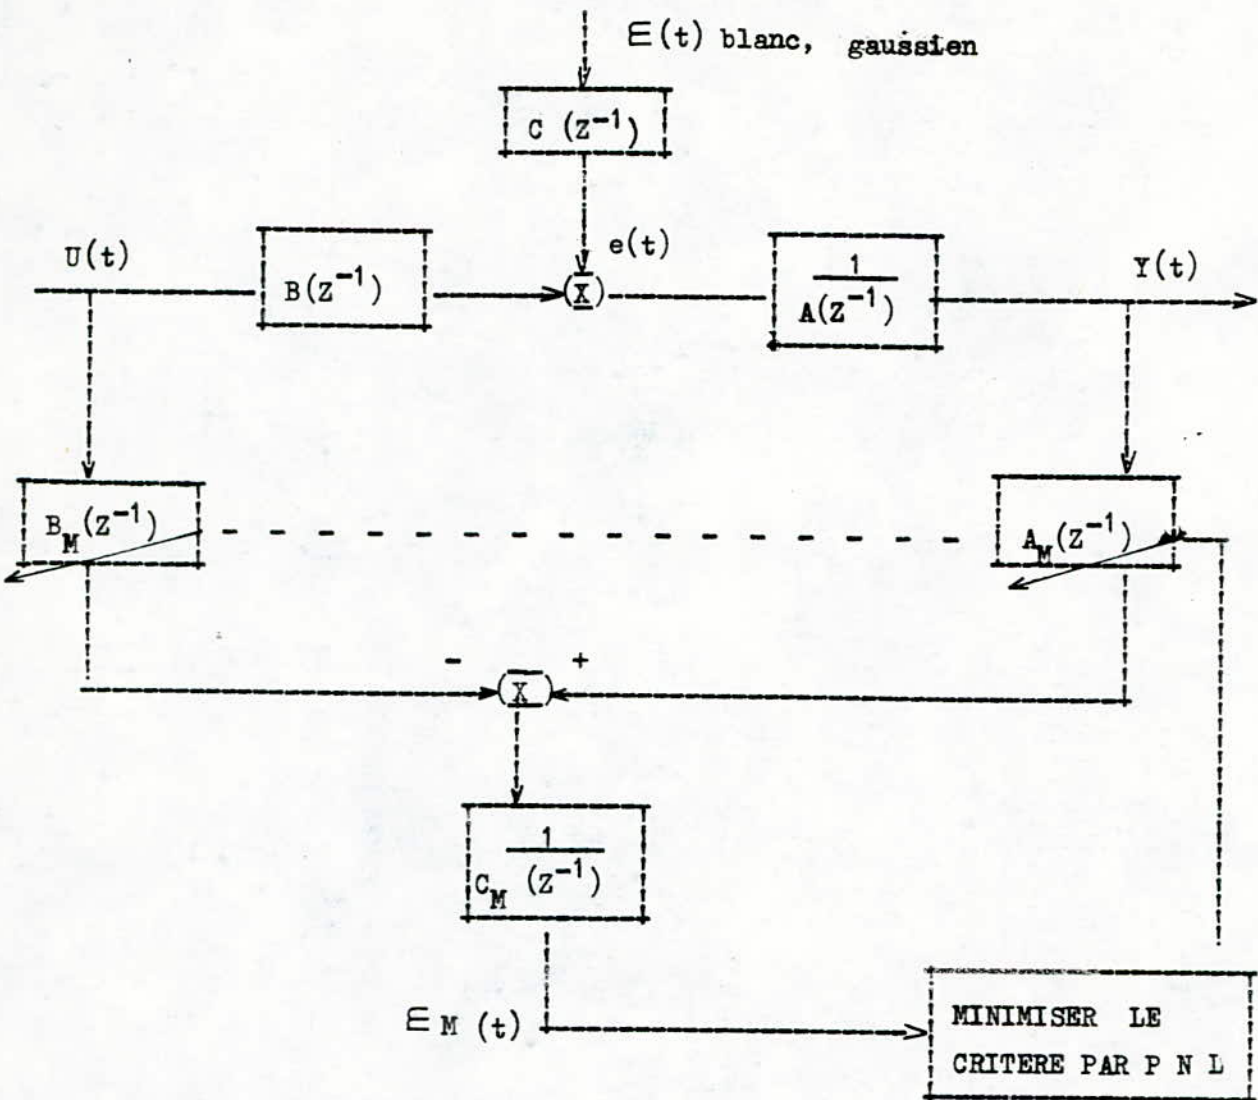 ∈(t) blanc, gaussien
C (Z⁻¹)
e(t)
U(t)
B(Z⁻¹)
(X)
1
A(Z⁻¹)
Y(t)
B_M(Z⁻¹)
A_M(Z⁻¹)
- +
(X)
1
C_M (Z⁻¹)
∈ M (t)
MINIMISER LE
CRITERE PAR P N L